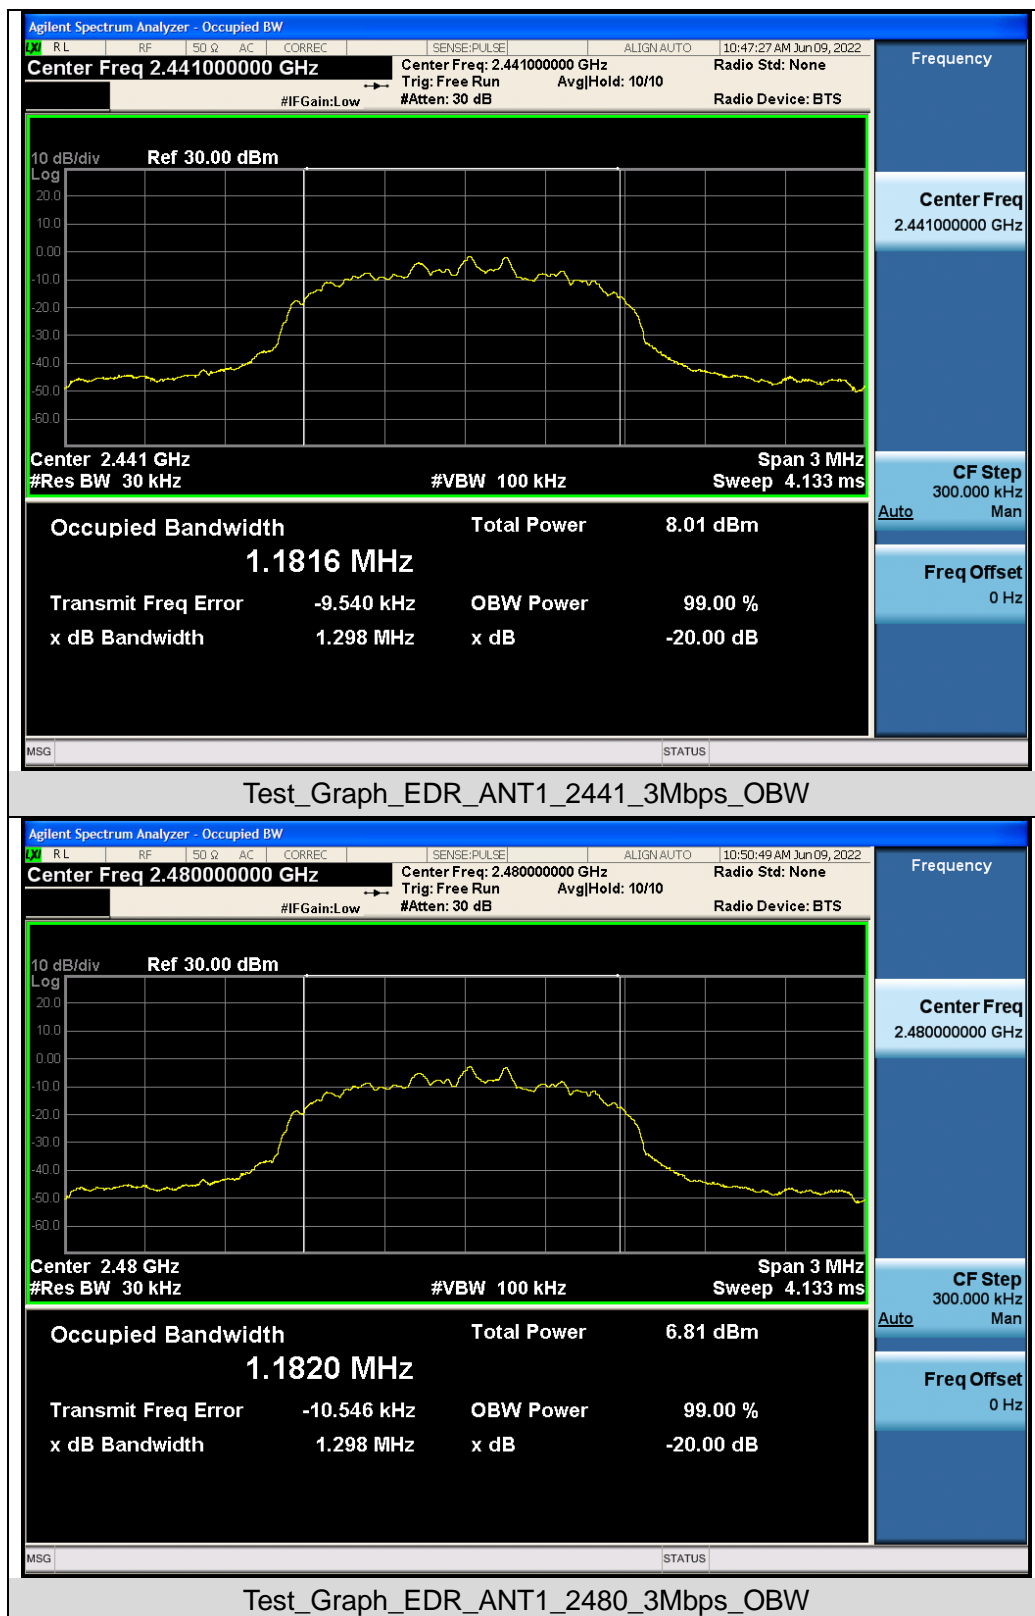 Agilent Spectrum Analyzer - Occupied BW
LXI RL RF 50 Ω AC CORREC SENSE:PULSE ALIGN AUTO 10:47:27 AM Jun 09, 2022
Center Freq 2.441000000 GHz Center Freq: 2.441000000 GHz Radio Std: None Frequency
Trig: Free Run Avg|Hold: 10/10
#IFGain:Low #Atten: 30 dB Radio Device: BTS
10 dB/div Ref 30.00 dBm
Log
20.0
10.0
0.00
-10.0
-20.0
-30.0
-40.0
-50.0
-60.0
Center 2.441 GHz Span 3 MHz
#Res BW 30 kHz #VBW 100 kHz Sweep 4.133 ms
Center Freq
2.441000000 GHz
CF Step
300.000 kHz
Auto Man
Freq Offset
0 Hz
Occupied Bandwidth Total Power 8.01 dBm
1.1816 MHz
Transmit Freq Error -9.540 kHz OBW Power 99.00 %
x dB Bandwidth 1.298 MHz x dB -20.00 dB
MSG STATUS
Test_Graph_EDR_ANT1_2441_3Mbps_OBW
Agilent Spectrum Analyzer - Occupied BW
LXI RL RF 50 Ω AC CORREC SENSE:PULSE ALIGN AUTO 10:50:49 AM Jun 09, 2022
Center Freq 2.480000000 GHz Center Freq: 2.480000000 GHz Radio Std: None Frequency
Trig: Free Run Avg|Hold: 10/10
#IFGain:Low #Atten: 30 dB Radio Device: BTS
10 dB/div Ref 30.00 dBm
Log
20.0
10.0
0.00
-10.0
-20.0
-30.0
-40.0
-50.0
-60.0
Center 2.48 GHz Span 3 MHz
#Res BW 30 kHz #VBW 100 kHz Sweep 4.133 ms
Center Freq
2.480000000 GHz
CF Step
300.000 kHz
Auto Man
Freq Offset
0 Hz
Occupied Bandwidth Total Power 6.81 dBm
1.1820 MHz
Transmit Freq Error -10.546 kHz OBW Power 99.00 %
x dB Bandwidth 1.298 MHz x dB -20.00 dB
MSG STATUS
Test_Graph_EDR_ANT1_2480_3Mbps_OBW